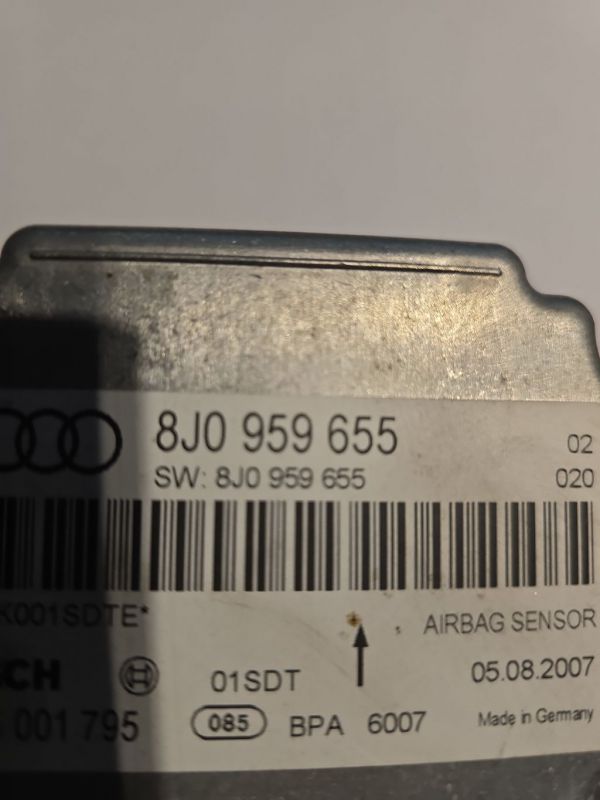 8J0 959 655 02
SW: 8J0 959 655 020
K001SDTE*
AIRBAG SENSOR
01SDT 05.08.2007
001 795 085 BPA 6007 Made in Germany